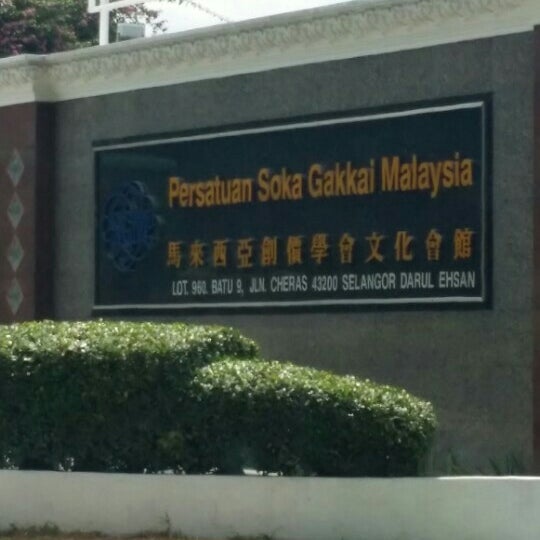 Persatuan Soka Gakkai Malaysia
馬來西亞創價學會文化會館
LOT. 960. BATU 9, JLN. CHERAS 43200 SELANGOR DARUL EHSAN